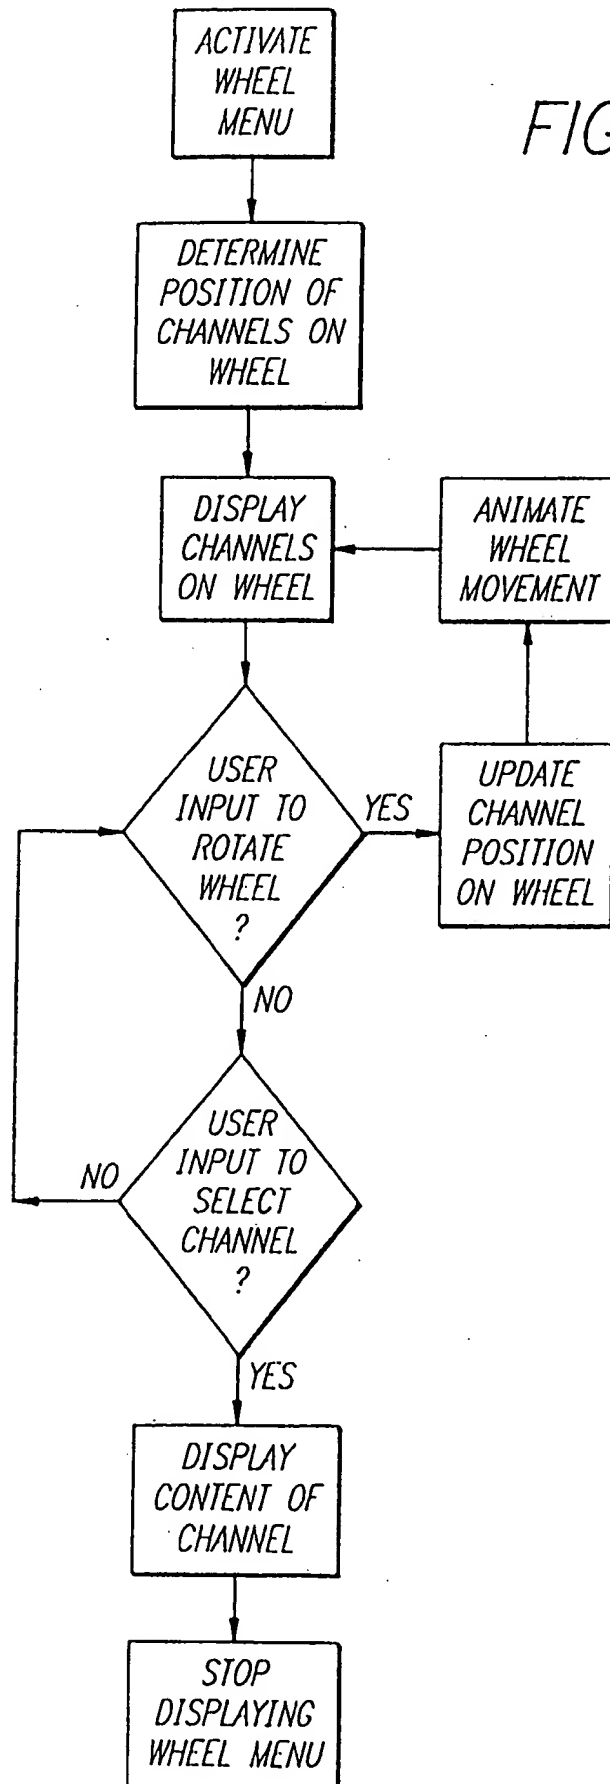 ACTIVATE
WHEEL
MENU
FIG
DETERMINE
POSITION OF
CHANNELS ON
WHEEL
DISPLAY
CHANNELS
ON WHEEL
ANIMATE
WHEEL
MOVEMENT
USER
INPUT TO
ROTATE
WHEEL
?
YES
UPDATE
CHANNEL
POSITION
ON WHEEL
NO
USER
INPUT TO
SELECT
CHANNEL
?
NO
YES
DISPLAY
CONTENT OF
CHANNEL
STOP
DISPLAYING
WHEEL MENU